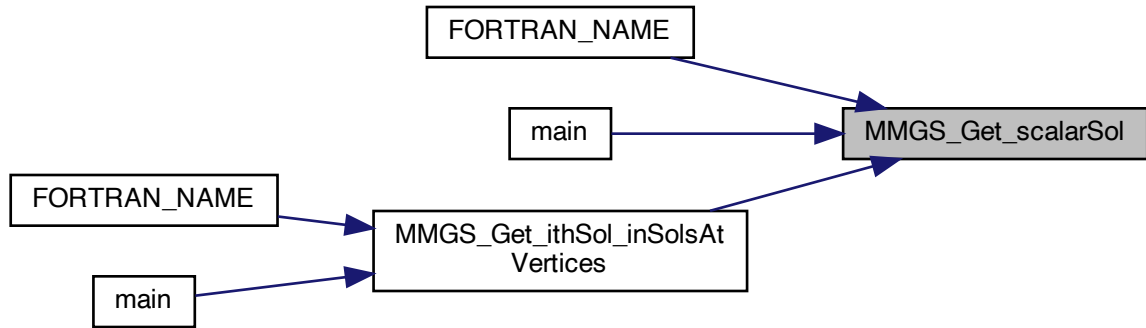 FORTRAN_NAME
main
MMGS_Get_scalarSol
FORTRAN_NAME
MMGS_Get_ithSol_inSolsAt
Vertices
main